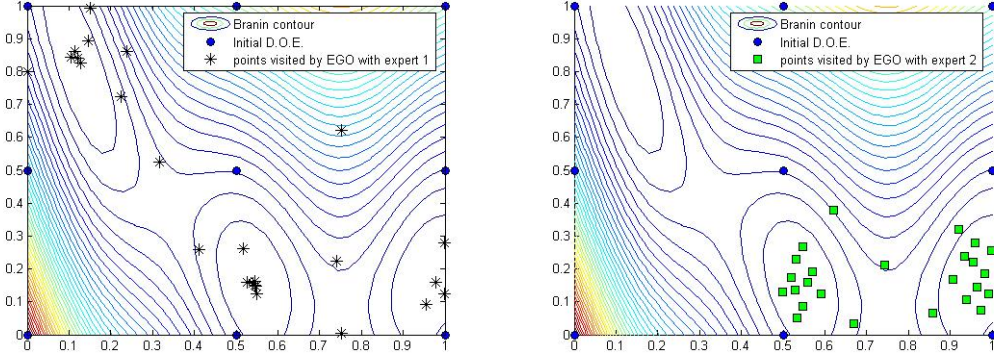 1
0.9
0.8
0.7
0.6
0.5
0.4
0.3
0.2
0.1
0
0 0.1 0.2 0.3 0.4 0.5 0.6 0.7 0.8 0.9 1
Branin contour
Initial D.O.E.
points visited by EGO with expert 1
1
0.9
0.8
0.7
0.6
0.5
0.4
0.3
0.2
0.1
0
0 0.1 0.2 0.3 0.4 0.5 0.6 0.7 0.8 0.9 1
Branin contour
Initial D.O.E.
points visited by EGO with expert 2